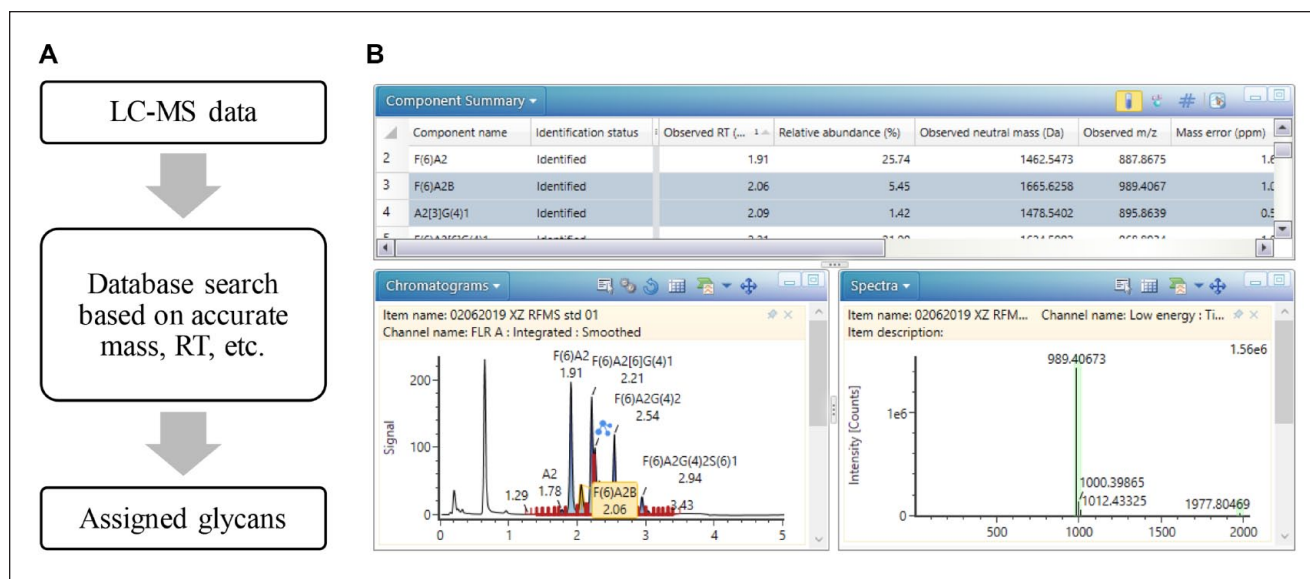 A
LC-MS data
Database search
based on accurate
mass, RT, etc.
Assigned glycans
B
Component Summary
Component name Identification status Observed RT (... 1 Relative abundance (%) Observed neutral mass (Da) Observed m/z Mass error (ppm)
2 F(6)A2 Identified 1.91 25.74 1462.5473 887.8675 1.6
3 F(6)A2B Identified 2.06 5.45 1665.6258 989.4067 1.0
4 A2[3]G(4)1 Identified 2.09 1.42 1478.5402 895.8639 0.5
Chromatograms
Item name: 02062019 XZ RFMS std 01
Channel name: FLR A : Integrated : Smoothed
F(6)A2
1.91
F(6)A2[6]G(4)1
2.21
F(6)A2G(4)2
2.54
F(6)A2G(4)2S(6)1
2.94
A2
1.78
1.29
F(6)A2B
2.06
3.43
Signal
200
100
0
0 1 2 3 4 5
Spectra
Item name: 02062019 XZ RFM... Channel name: Low energy : Ti...
Item description:
1.56e6
989.40673
1000.39865
1012.43325
1977.80469
Intensity [Counts]
1e6
0
500 1000 1500 2000